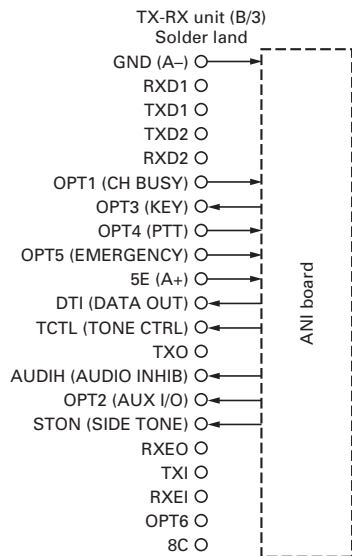 TX-RX unit (B/3)
Solder land
GND (A–)
RXD1
TXD1
TXD2
RXD2
OPT1 (CH BUSY)
OPT3 (KEY)
OPT4 (PTT)
OPT5 (EMERGENCY)
5E (A+)
DTI (DATA OUT)
TCTL (TONE CTRL)
TXO
AUDIH (AUDIO INHIB)
OPT2 (AUX I/O)
STON (SIDE TONE)
RXEO
TXI
RXEI
OPT6
8C
ANI board